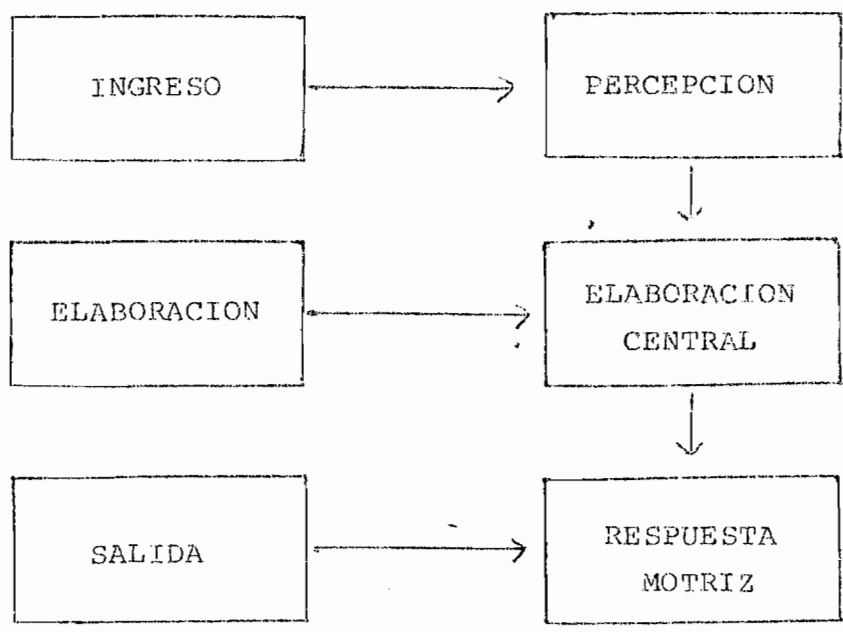 INGRESO
PERCEPCION
ELABORACION
ELABORACION
CENTRAL
SALIDA
RESPUESTA
MOTRIZ